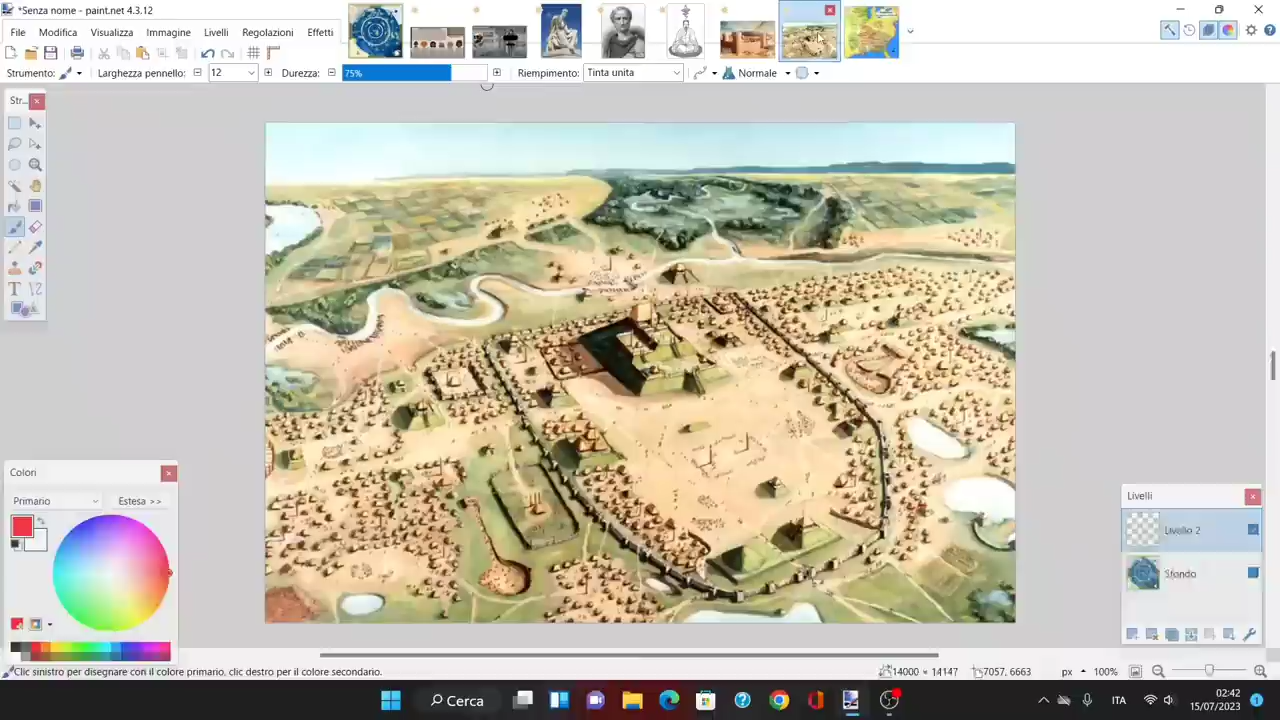 *Senza nome - paint.net 4.3.12
File Modifica Visualizzi Immagine Livelli Regolazioni Effetti
Strumento: Larghezza pennello: 12 Durezza: 75% Riempimento: Tinta unita Normale
Str...
Colori
Primario Estesa >>
Livelli
Livello 2
Sfondo
Clic sinistro per disegnare con il colore primario, clic destro per il colore secondario. 14000 × 14147 7057, 6663 px 100%
Cerca ITA 02:42
15/07/2023